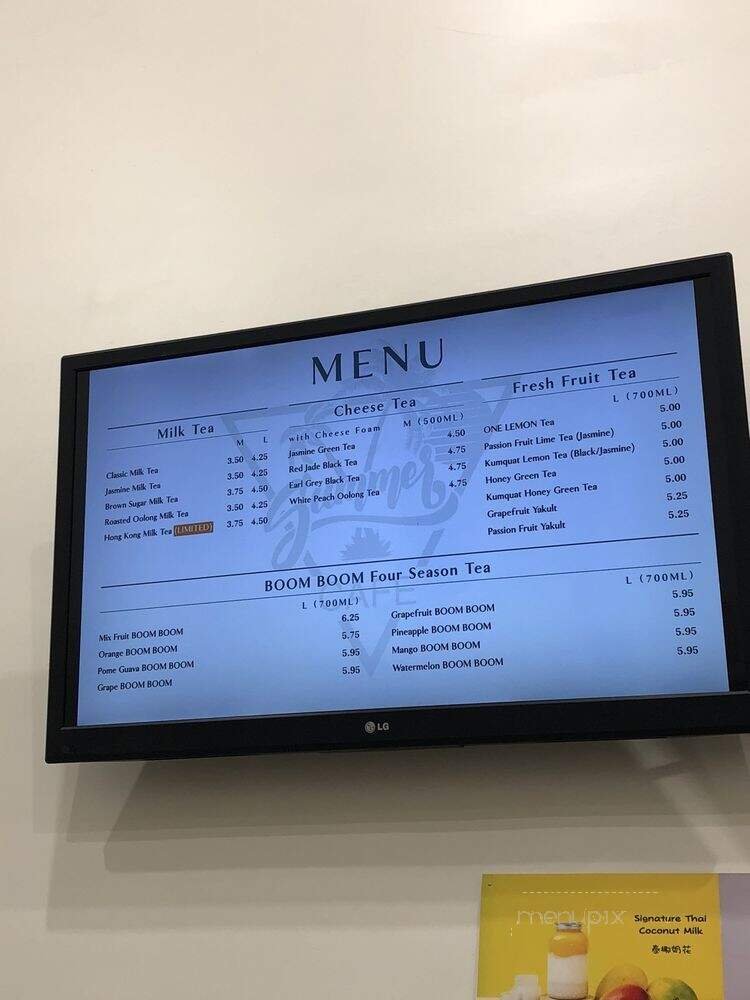 MENU
Milk Tea
M L
Classic Milk Tea 3.50 4.25
Jasmine Milk Tea 3.50 4.25
Brown Sugar Milk Tea 3.75 4.50
Roasted Oolong Milk Tea 3.50 4.25
Hong Kong Milk Tea (LIMITED) 3.75 4.50
Cheese Tea
with Cheese Foam M (500ML)
Jasmine Green Tea 4.50
Red Jade Black Tea 4.75
Earl Grey Black Tea 4.75
White Peach Oolong Tea 4.75
Fresh Fruit Tea
L (700ML)
ONE LEMON Tea 5.00
Passion Fruit Lime Tea (Jasmine) 5.00
Kumquat Lemon Tea (Black/Jasmine) 5.00
Honey Green Tea 5.00
Kumquat Honey Green Tea 5.00
Grapefruit Yakult 5.25
Passion Fruit Yakult 5.25
Summer
CAFE
BOOM BOOM Four Season Tea
L (700ML)
Mix Fruit BOOM BOOM 6.25
Orange BOOM BOOM 5.75
Pome Guava BOOM BOOM 5.95
Grape BOOM BOOM 5.95
L (700ML)
Grapefruit BOOM BOOM 5.95
Pineapple BOOM BOOM 5.95
Mango BOOM BOOM 5.95
Watermelon BOOM BOOM 5.95
LG
menupix
Signature Thai
Coconut Milk
泰椰奶花